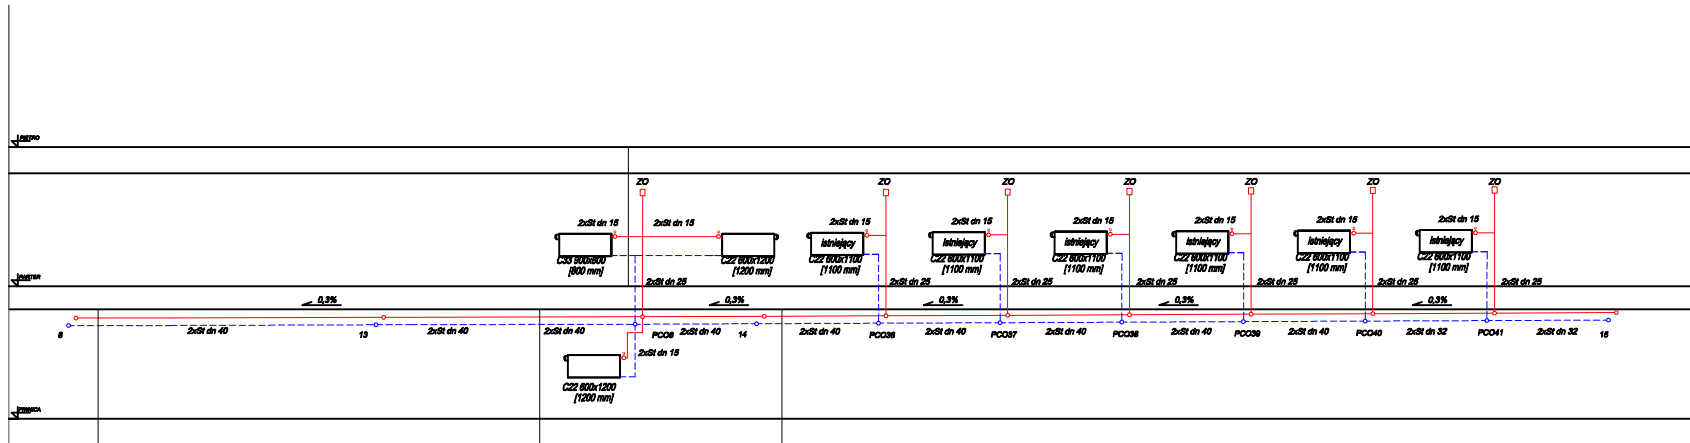 PIĘTRO
ZO ZO ZO ZO ZO ZO ZO
2xSt dn 15 2xSt dn 15 2xSt dn 15 2xSt dn 15 2xSt dn 15 2xSt dn 15 2xSt dn 15 2xSt dn 15
istniejący istniejący istniejący istniejący istniejący istniejący
C33 900x800 C22 600x1200 C22 600x1100 C22 600x1100 C22 600x1100 C22 600x1100 C22 600x1100 C22 600x1100
[800 mm] [1200 mm] [1100 mm] [1100 mm] [1100 mm] [1100 mm] [1100 mm] [1100 mm]
PARTER
2xSt dn 25 2xSt dn 25 2xSt dn 25 2xSt dn 25 2xSt dn 25 2xSt dn 25 2xSt dn 25
0,3% 0,3% 0,3% 0,3% 0,3%
2xSt dn 40 2xSt dn 40 2xSt dn 40 2xSt dn 40 2xSt dn 40 2xSt dn 40 2xSt dn 40 2xSt dn 40 2xSt dn 40 2xSt dn 32 2xSt dn 32
13 14 PCO36 PCO37 PCO38 PCO39 PCO40 PCO41 15
2xSt dn 15
C22 600x1200
[1200 mm]
PIWNICA